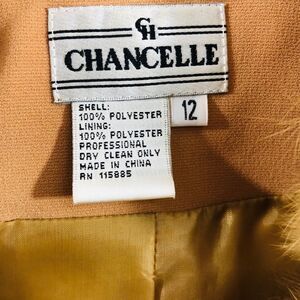 CH
CHANCELLE
SHELL:
100% POLYESTER
LINING:
100% POLYESTER
PROFESSIONAL
DRY CLEAN ONLY
MADE IN CHINA
RN 115885
12